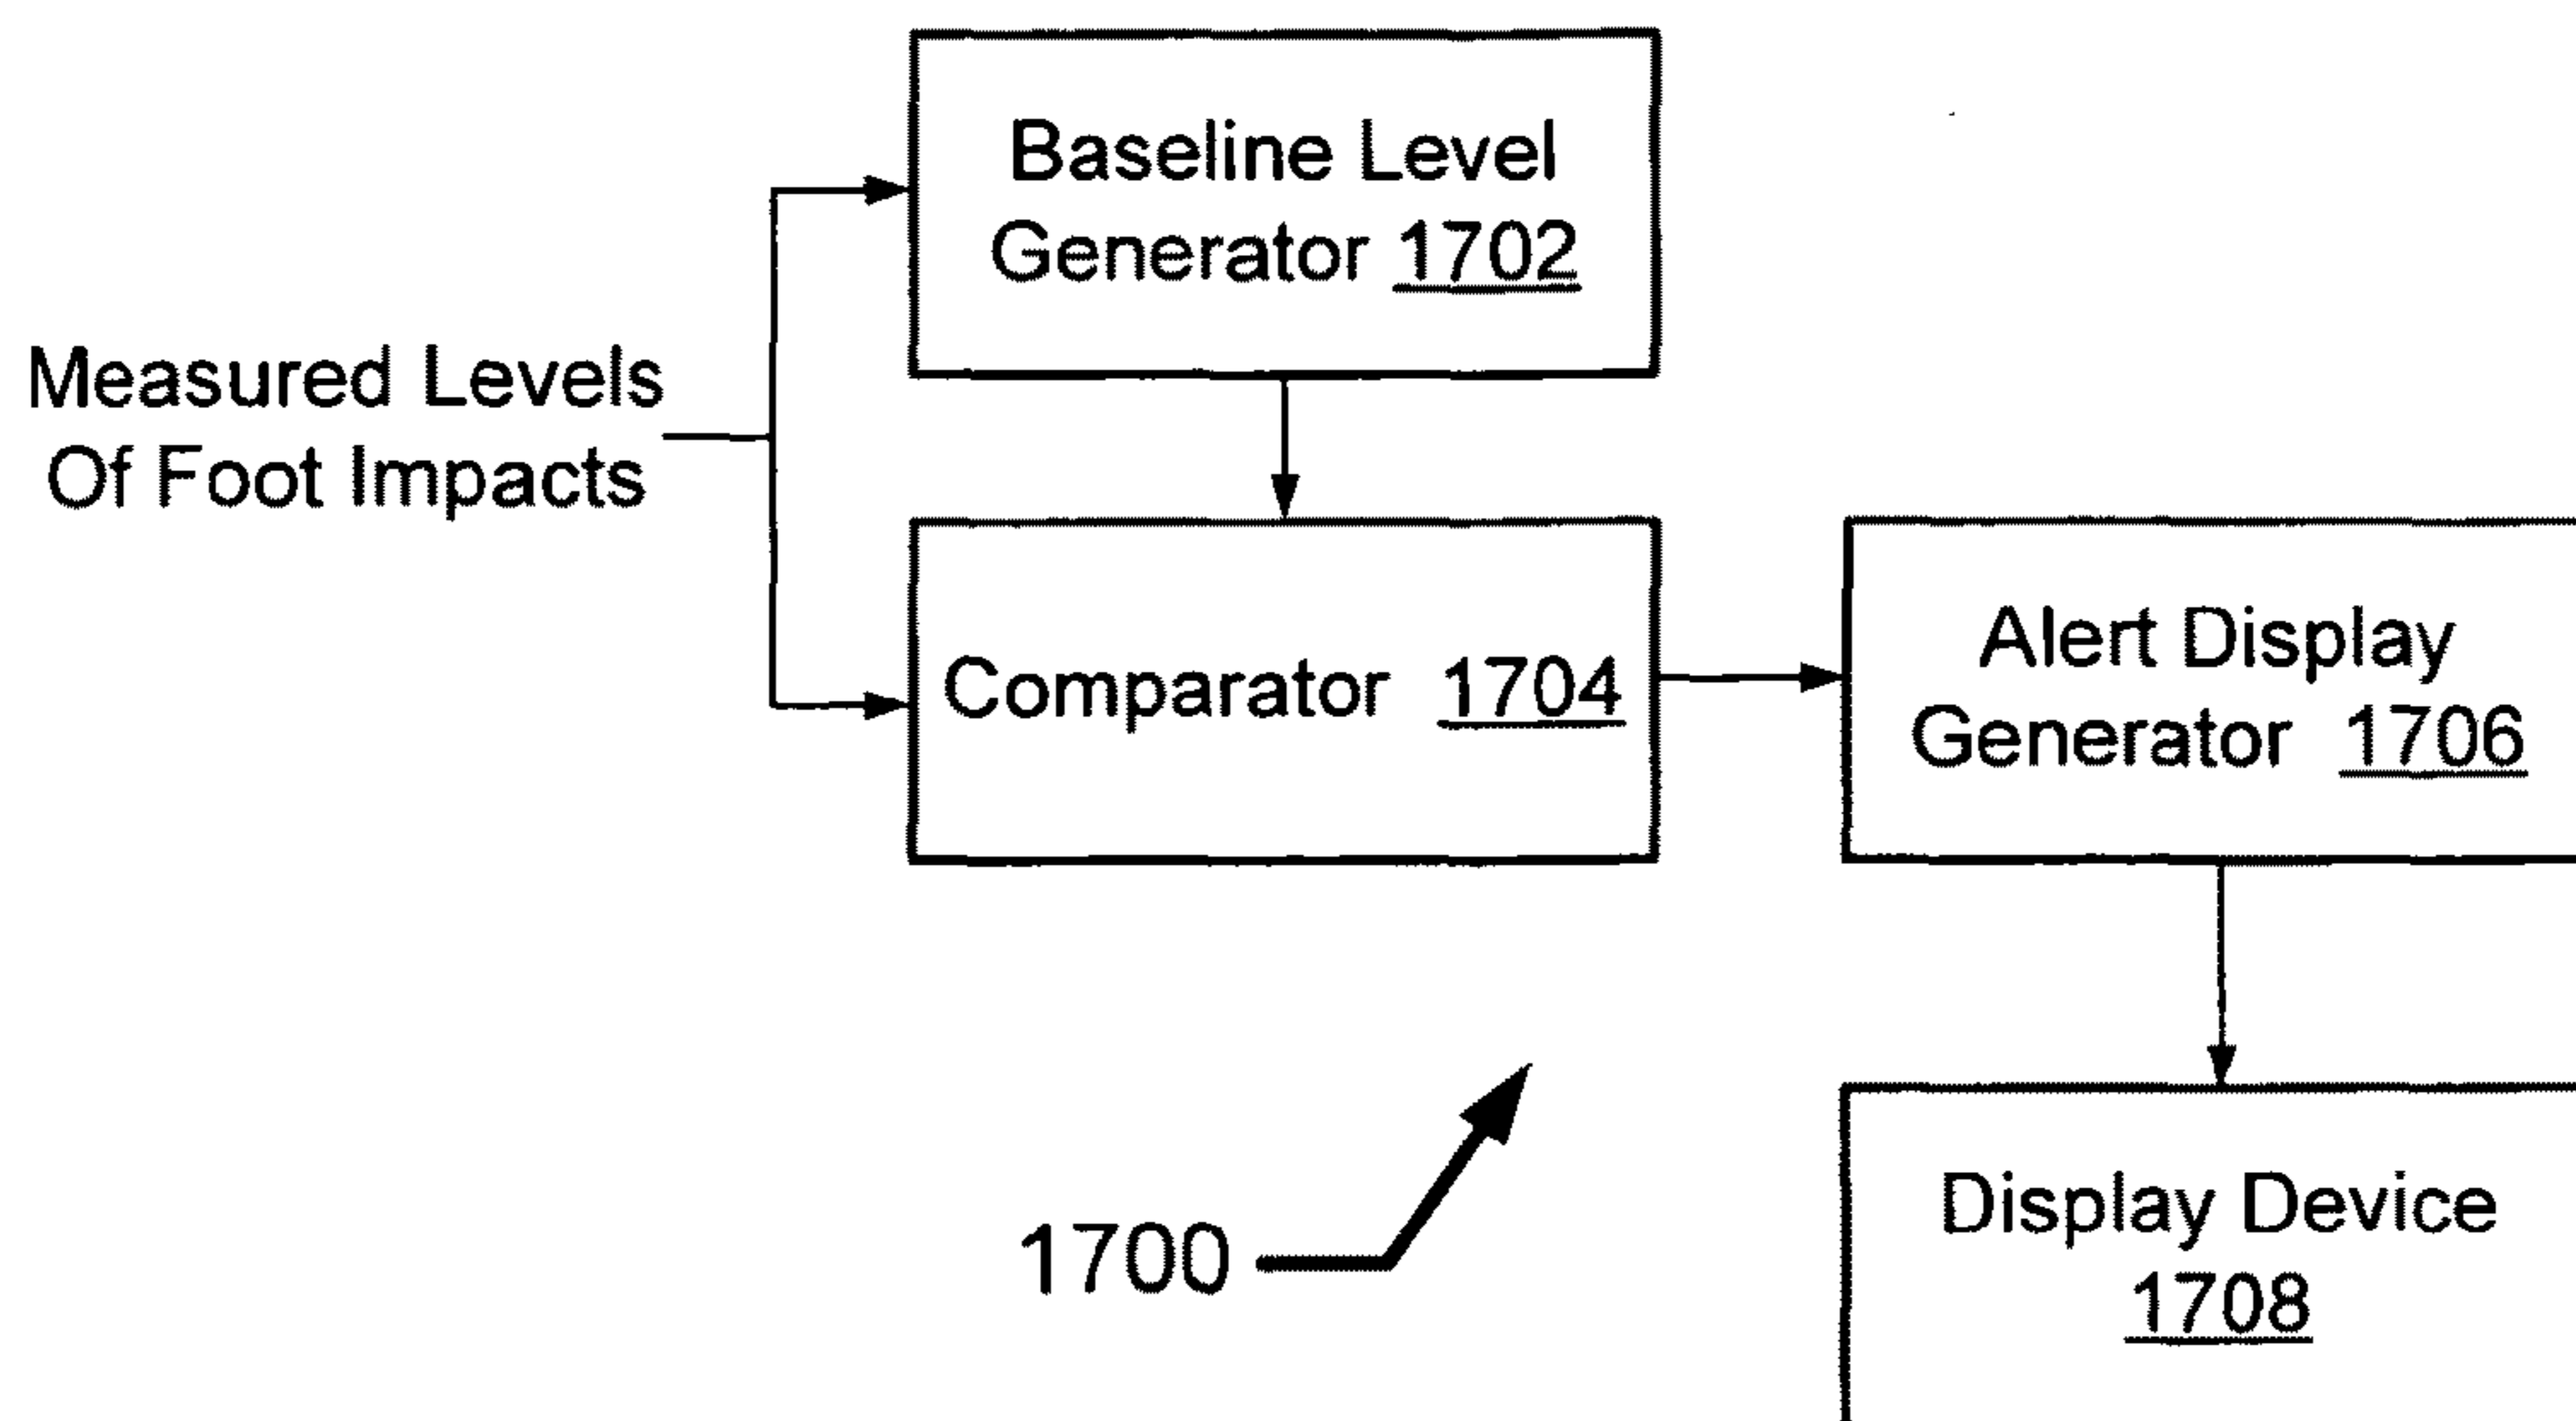 Baseline Level
Generator 1702
Measured Levels
Of Foot Impacts
Comparator 1704
Alert Display
Generator 1706
1700
Display Device
1708